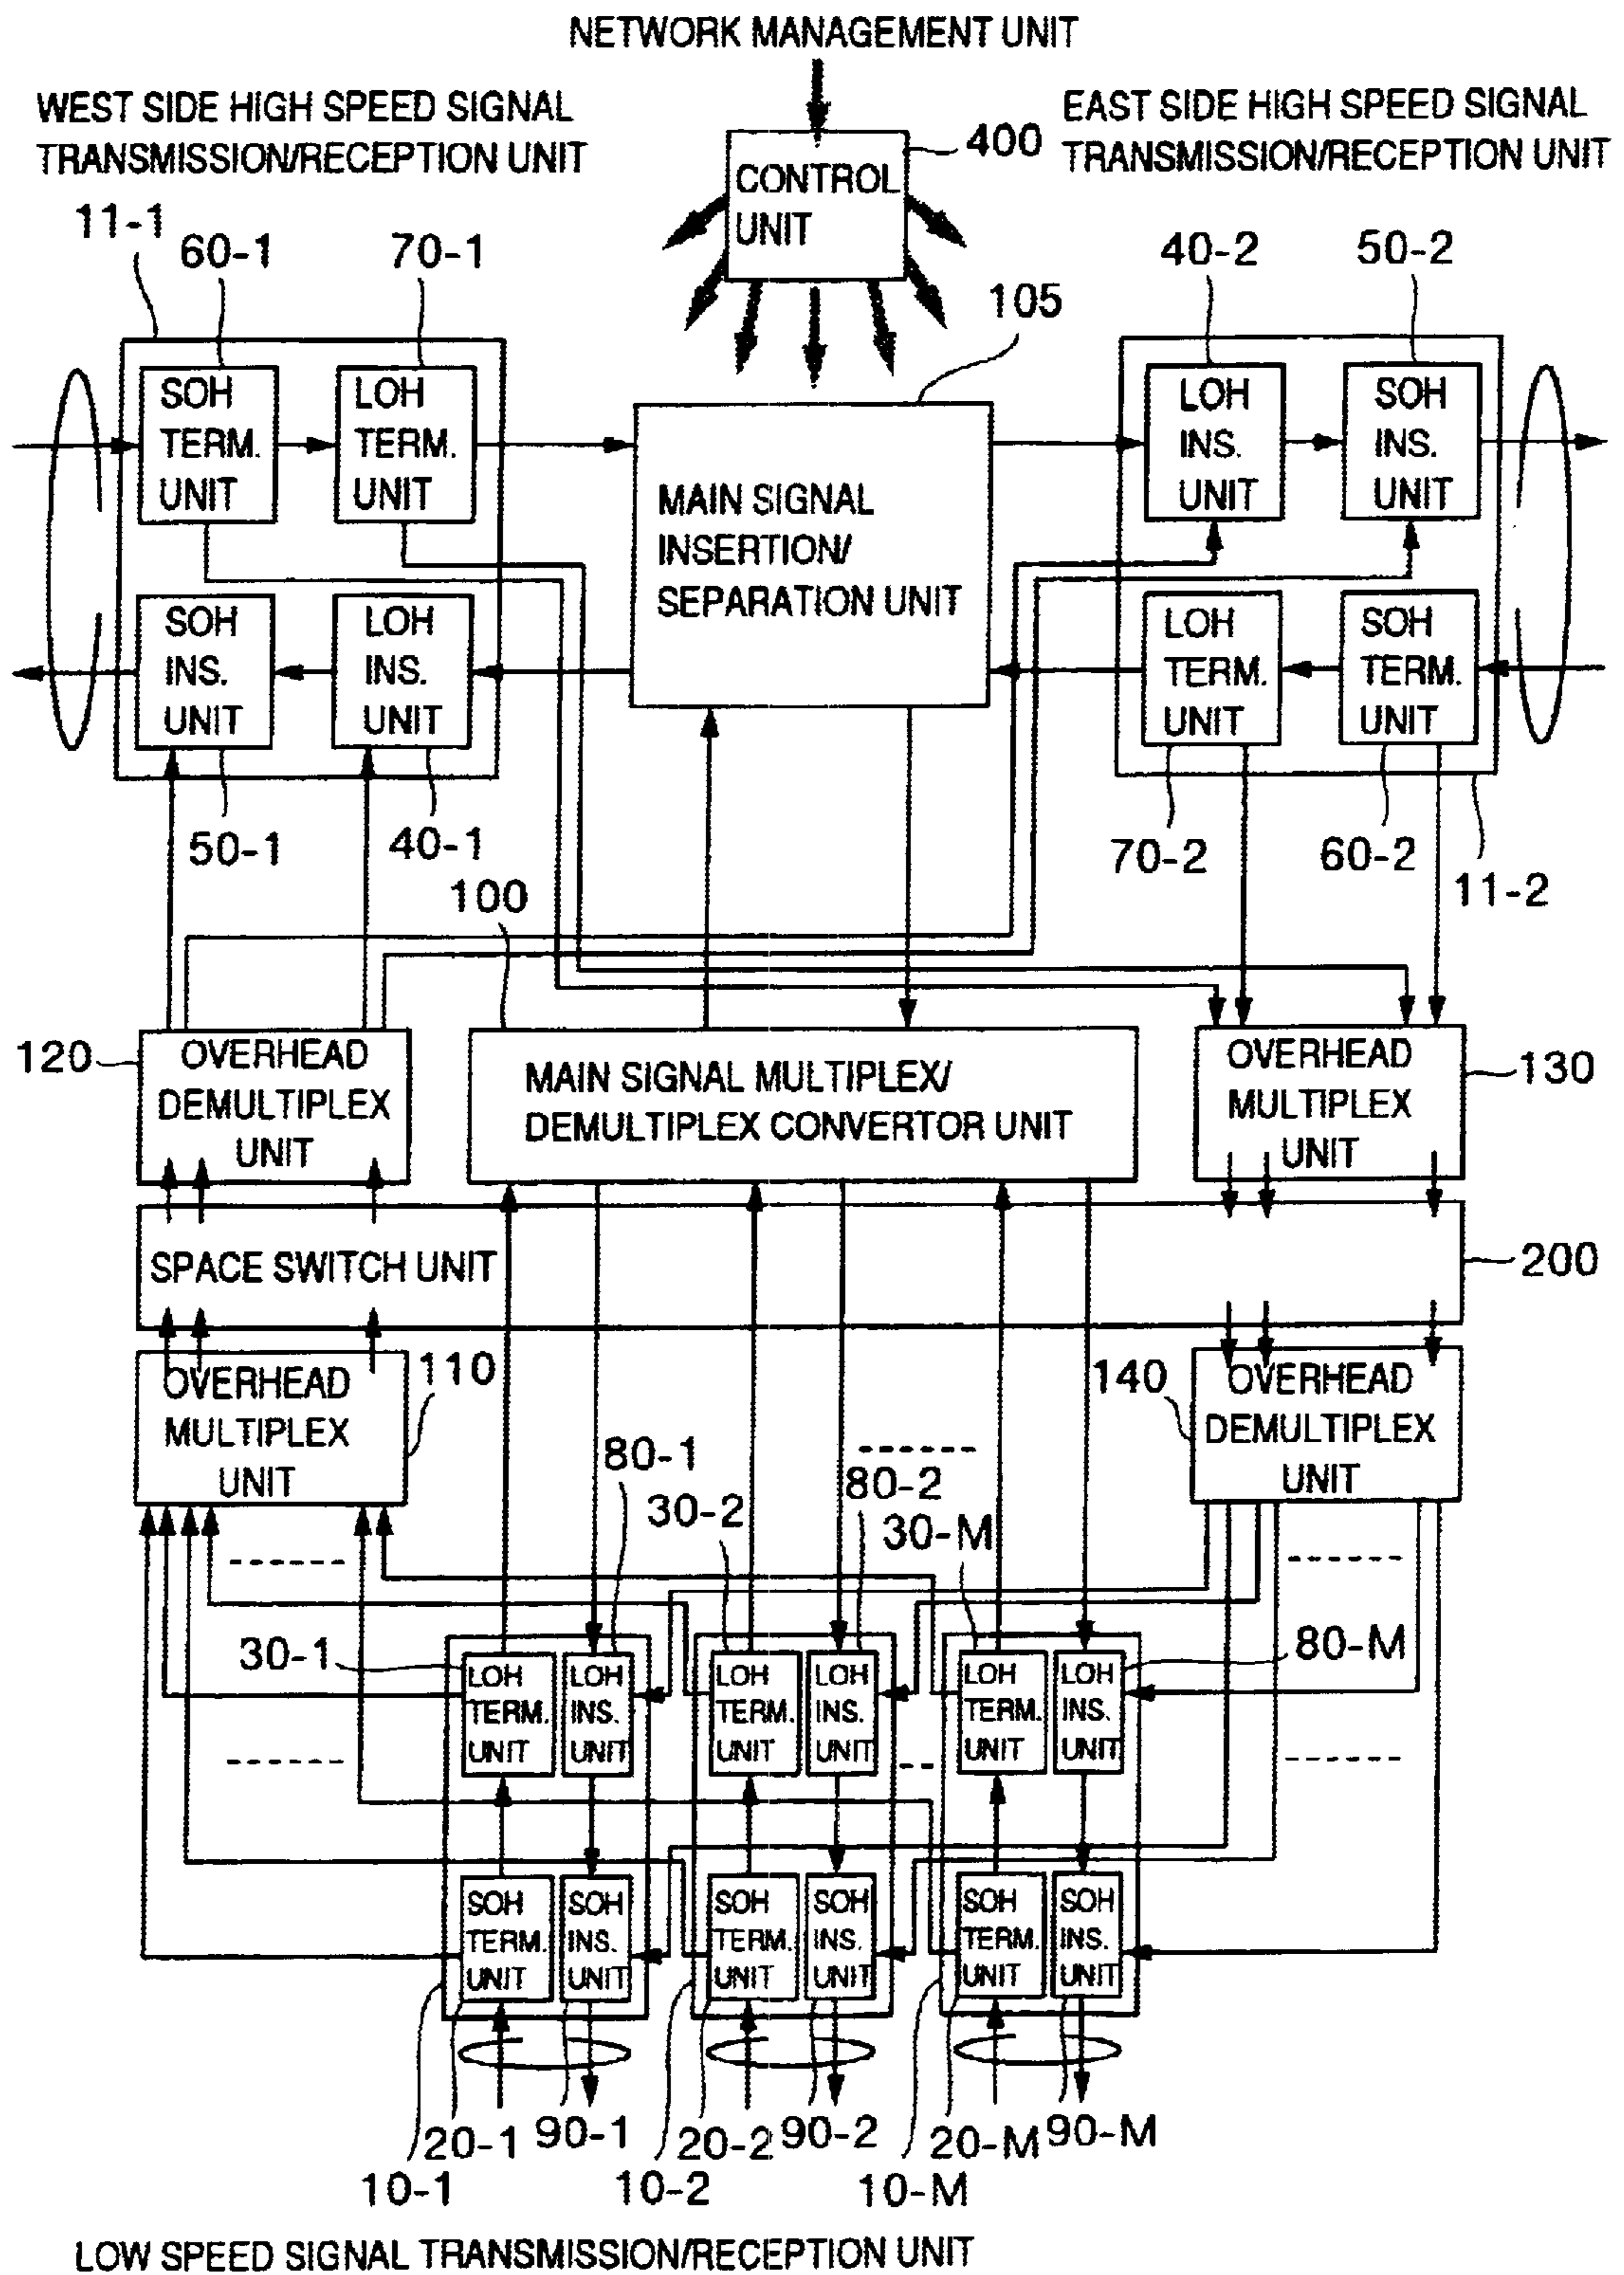 NETWORK MANAGEMENT UNIT
WEST SIDE HIGH SPEED SIGNAL
TRANSMISSION/RECEPTION UNIT
EAST SIDE HIGH SPEED SIGNAL
TRANSMISSION/RECEPTION UNIT
400
CONTROL
UNIT
11-1
60-1
70-1
40-2
50-2
105
SOH
TERM.
UNIT
LOH
TERM.
UNIT
MAIN SIGNAL
INSERTION/
SEPARATION UNIT
LOH
INS.
UNIT
SOH
INS.
UNIT
SOH
INS.
UNIT
LOH
INS.
UNIT
LOH
TERM.
UNIT
SOH
TERM.
UNIT
50-1
40-1
70-2
60-2
11-2
100
120
OVERHEAD
DEMULTIPLEX
UNIT
MAIN SIGNAL MULTIPLEX/
DEMULTIPLEX CONVERTOR UNIT
OVERHEAD
MULTIPLEX
UNIT
130
SPACE SWITCH UNIT
200
OVERHEAD
MULTIPLEX
UNIT
110
140
OVERHEAD
DEMULTIPLEX
UNIT
80-1
30-2
80-2
30-M
30-1
80-M
LOH
TERM.
UNIT
LOH
INS.
UNIT
LOH
TERM.
UNIT
LOH
INS.
UNIT
LOH
TERM.
UNIT
LOH
INS.
UNIT
SOH
TERM.
UNIT
SOH
INS.
UNIT
SOH
TERM.
UNIT
SOH
INS.
UNIT
SOH
TERM.
UNIT
SOH
INS.
UNIT
20-1
90-1
20-2
90-2
20-M
90-M
10-1
10-2
10-M
LOW SPEED SIGNAL TRANSMISSION/RECEPTION UNIT